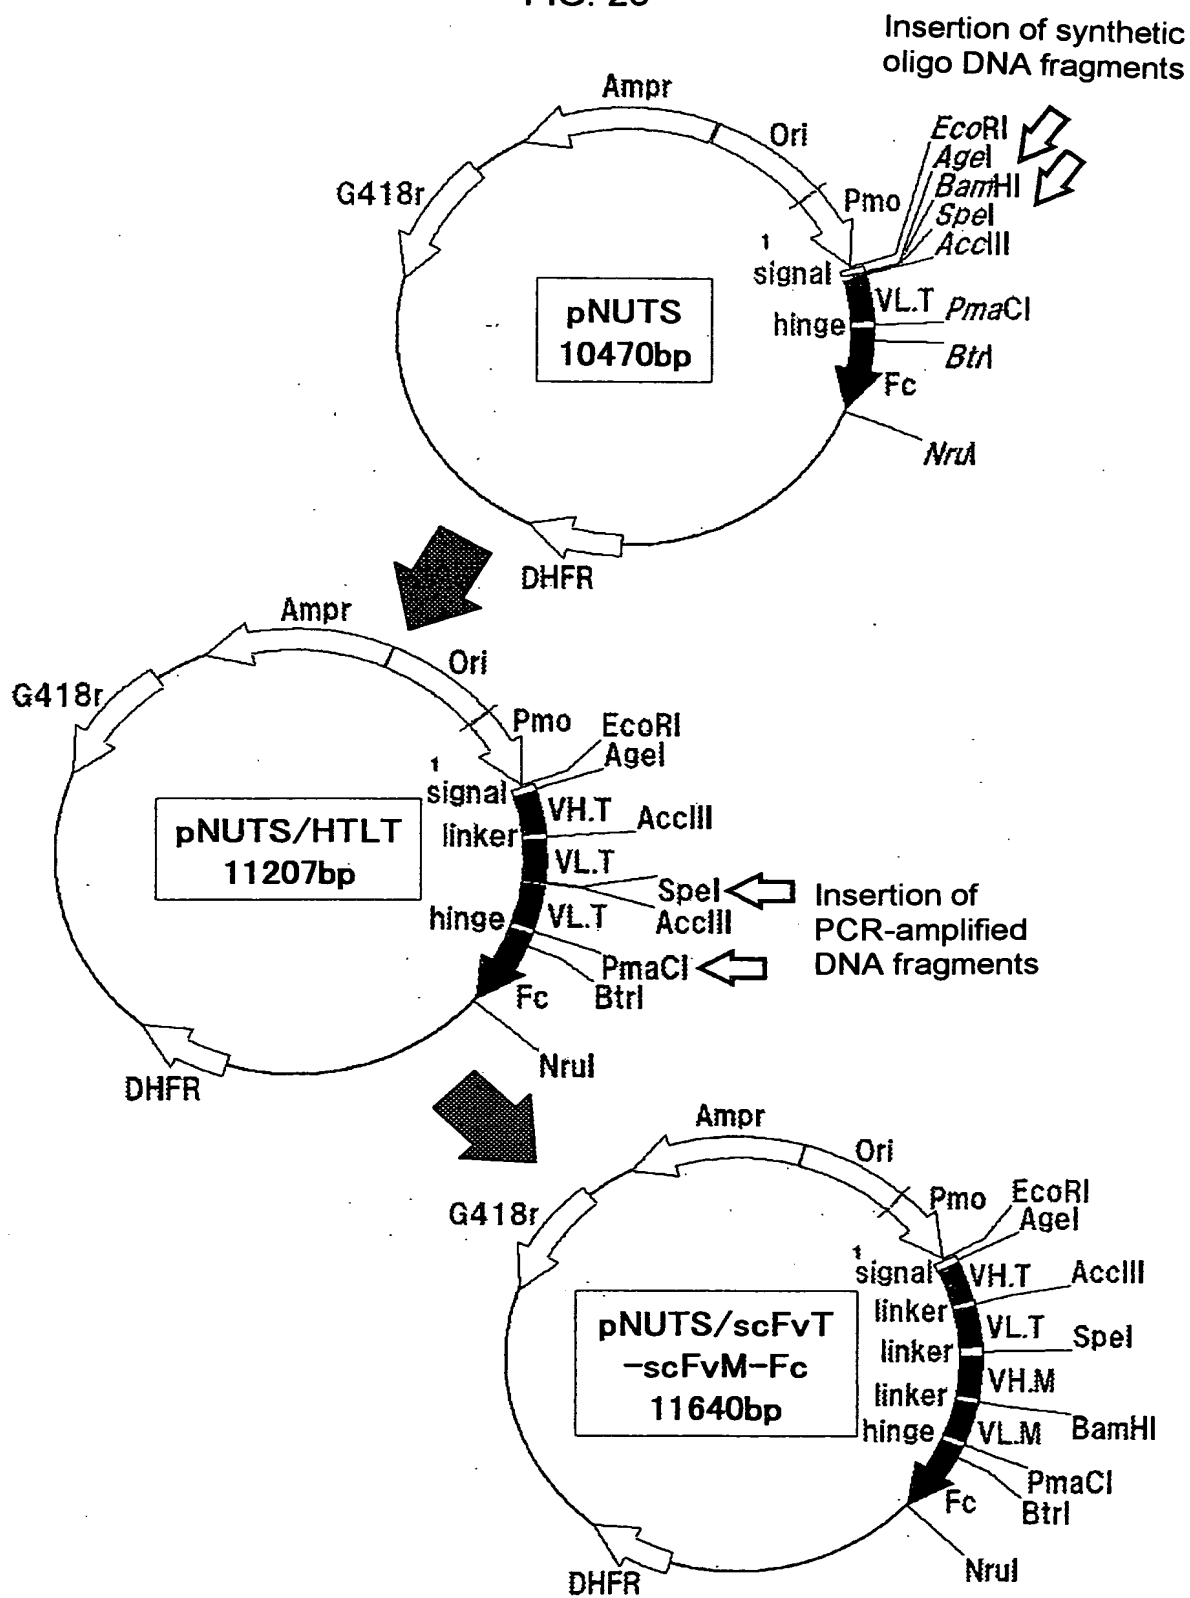 Insertion of synthetic
oligo DNA fragments
Ampr
Ori
EcoRI
AgeI
BamHI
SpeI
AccIII
G418r
Pmo
1
signal
VL.T
PmaCI
hinge
BtrI
pNUTS
10470bp
Fc
NruI
DHFR
Ampr
Ori
G418r
Pmo
EcoRI
AgeI
1
signal
VH.T
AccIII
linker
pNUTS/HTLT
11207bp
VL.T
SpeI
AccIII
hinge
VL.T
Insertion of
PCR-amplified
DNA fragments
PmaCI
BtrI
Fc
NruI
DHFR
Ampr
Ori
G418r
Pmo
EcoRI
AgeI
1
signal
VH.T
AccIII
linker
VL.T
SpeI
linker
pNUTS/scFvT
-scFvM-Fc
11640bp
VH.M
linker
BamHI
hinge
VL.M
PmaCI
BtrI
Fc
NruI
DHFR